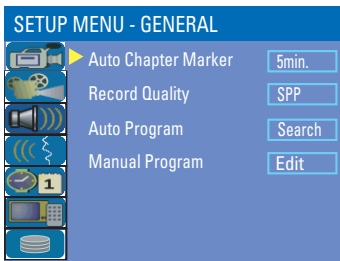 SETUP MENU - GENERAL
Auto Chapter Marker 5min.
Record Quality SPP
Auto Program Search
Manual Program Edit
1